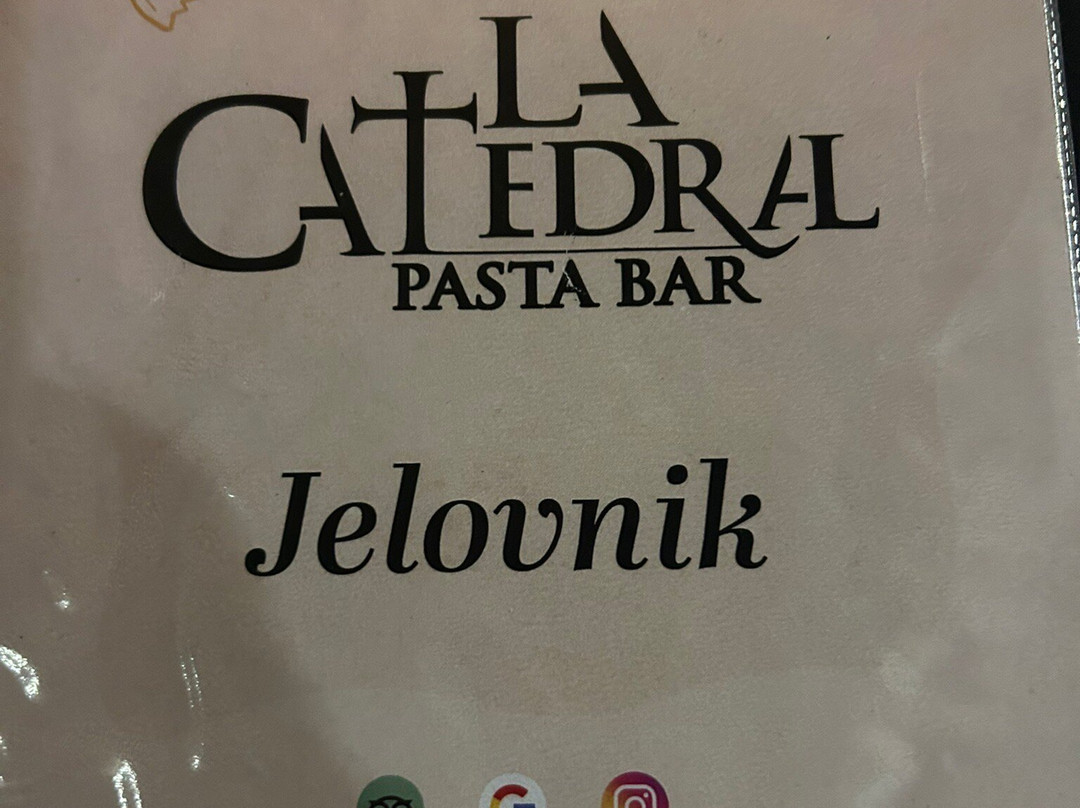 LA
CATEDRAL
PASTA BAR
Jelovnik